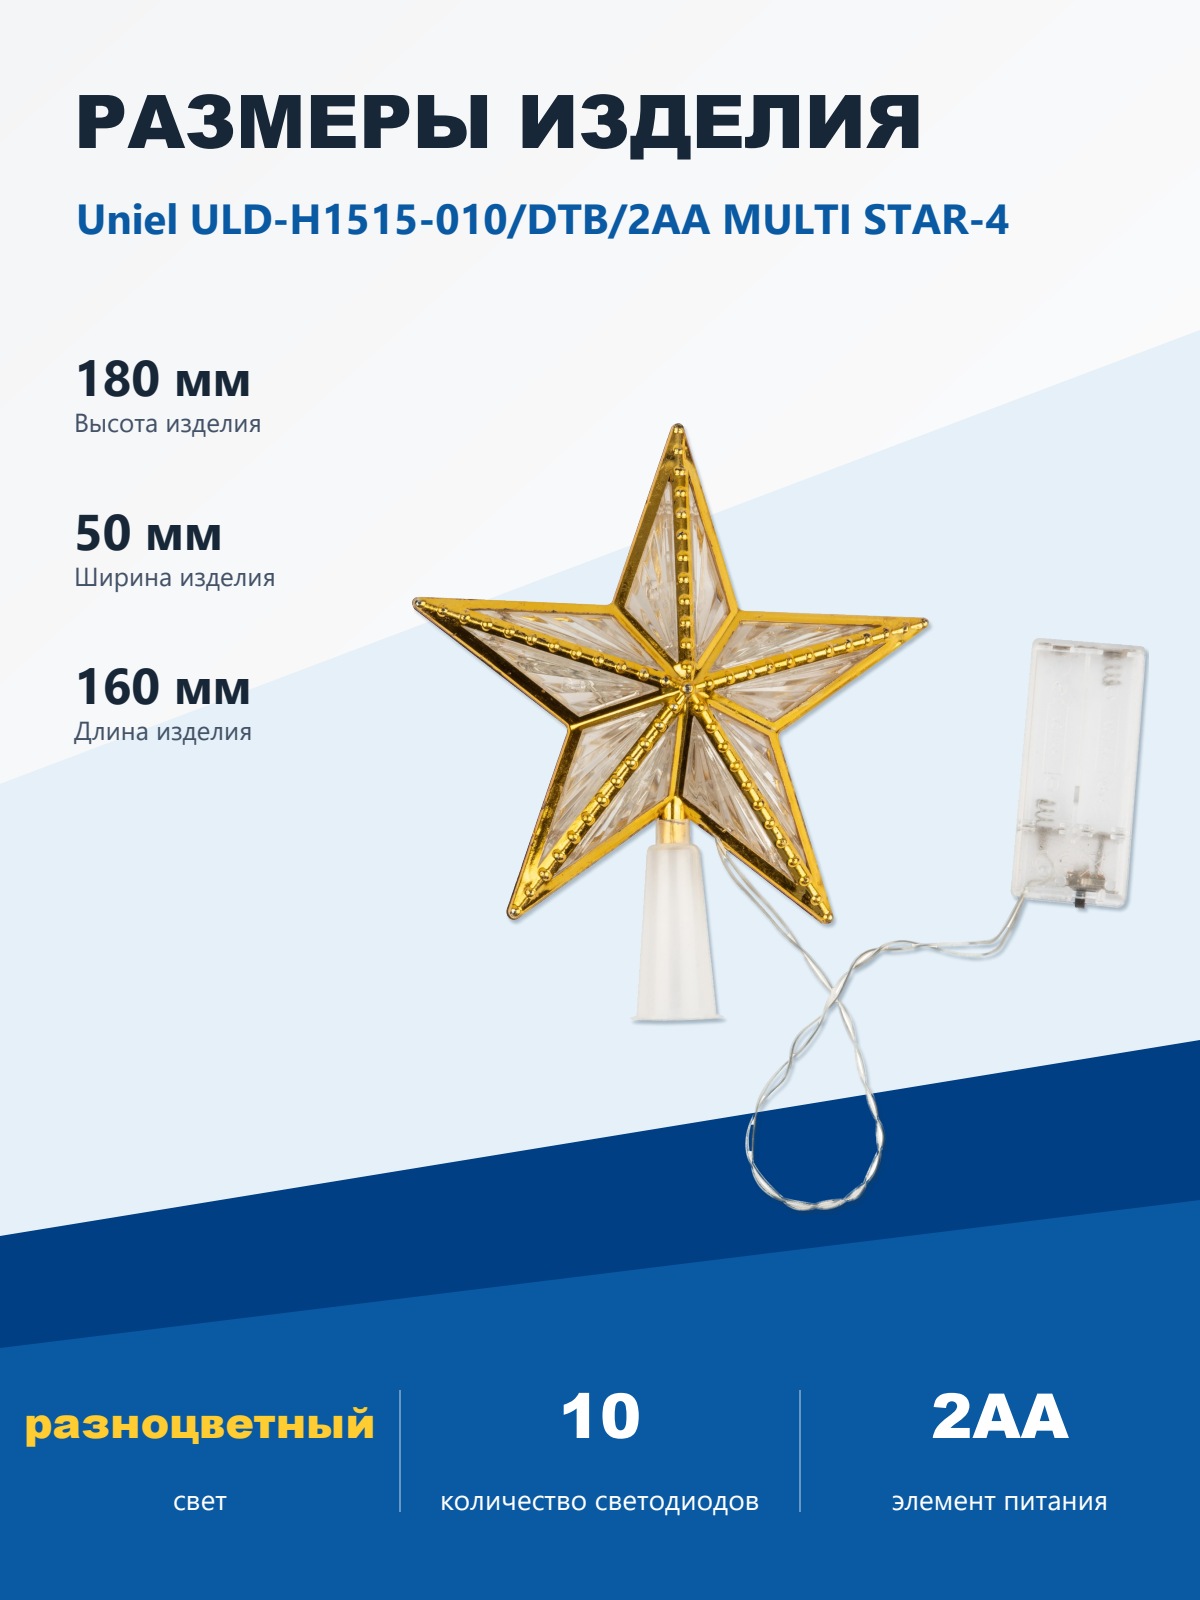 РАЗМЕРЫ ИЗДЕЛИЯ
Uniel ULD-H1515-010/DTB/2AA MULTI STAR-4
180 мм
Высота изделия
50 мм
Ширина изделия
160 мм
Длина изделия
разноцветный
свет
10
количество светодиодов
2AA
элемент питания